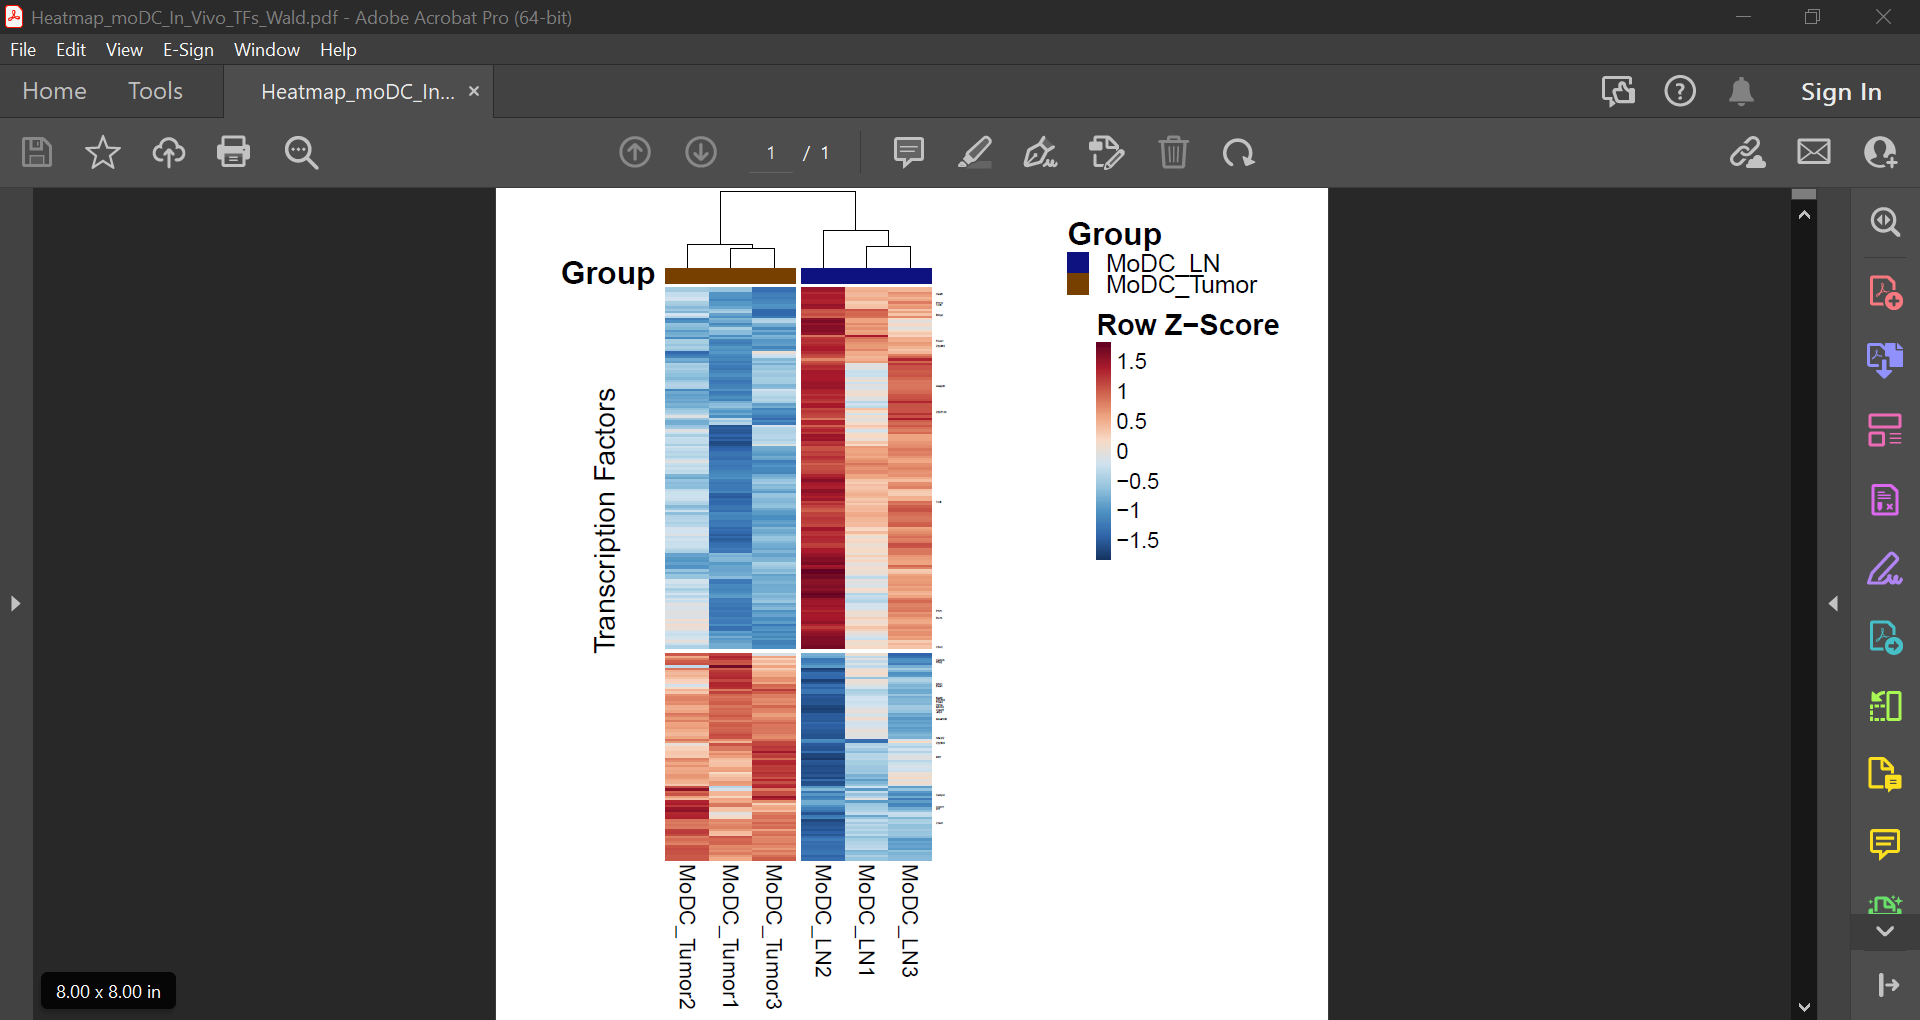 Heatmap_moDC_In_Vivo_TFs_Wald.pdf - Adobe Acrobat Pro (64-bit)
File Edit View E-Sign Window Help
Home Tools Heatmap_moDC_In... × Sign In
1 / 1
Group
MoDC_LN
MoDC_Tumor
Row Z−Score
1.5
1
0.5
0
−0.5
−1
−1.5
Group
Transcription Factors
MoDC_Tumor2
MoDC_Tumor1
MoDC_Tumor3
MoDC_LN2
MoDC_LN1
MoDC_LN3
8.00 x 8.00 in